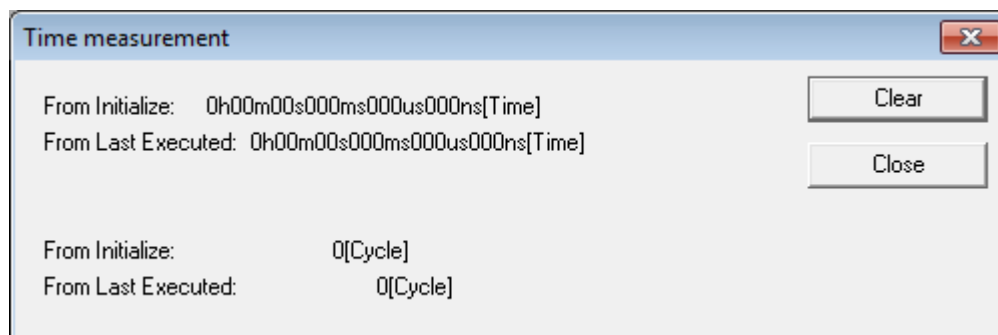 Time measurement
From Initialize: 0h00m00s000ms000us000ns[Time]
From Last Executed: 0h00m00s000ms000us000ns[Time]
Clear
Close
From Initialize: 0[Cycle]
From Last Executed: 0[Cycle]